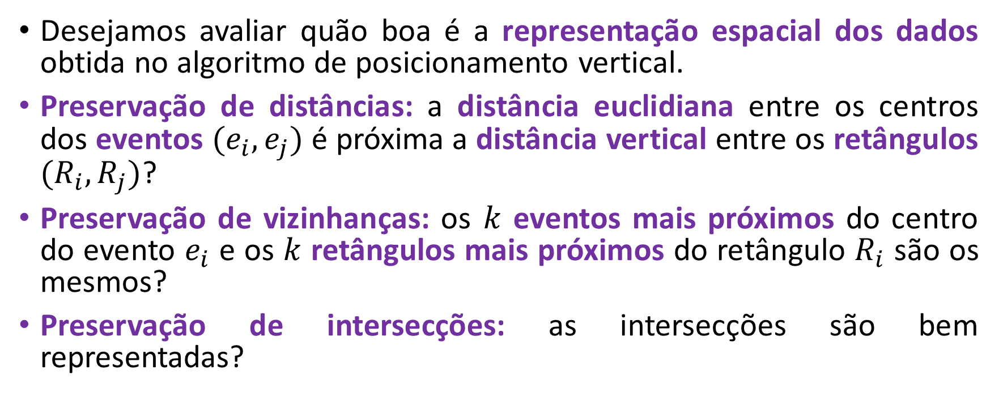 • Desejamos avaliar quão boa é a representação espacial dos dados
obtida no algoritmo de posicionamento vertical.
• Preservação de distâncias: a distância euclidiana entre os centros
dos eventos (e_i, e_j) é próxima a distância vertical entre os retângulos
(R_i, R_j)?
• Preservação de vizinhanças: os k eventos mais próximos do centro
do evento e_i e os k retângulos mais próximos do retângulo R_i são os
mesmos?
• Preservação de intersecções: as intersecções são bem
representadas?